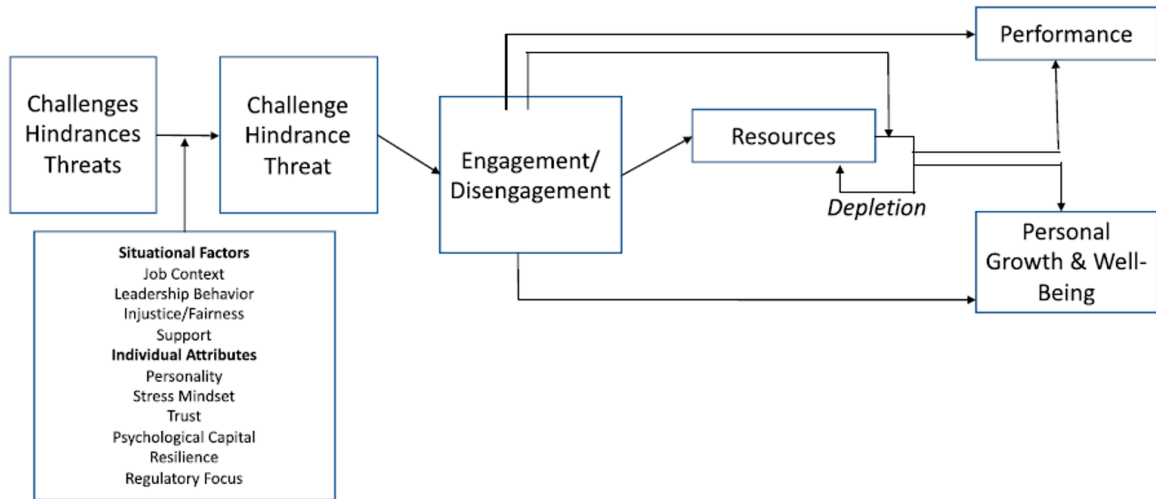 Challenges
Hindrances
Threats
Challenge
Hindrance
Threat
Engagement/
Disengagement
Resources
Depletion
Performance
Personal
Growth & Well-
Being
Situational Factors
Job Context
Leadership Behavior
Injustice/Fairness
Support
Individual Attributes
Personality
Stress Mindset
Trust
Psychological Capital
Resilience
Regulatory Focus